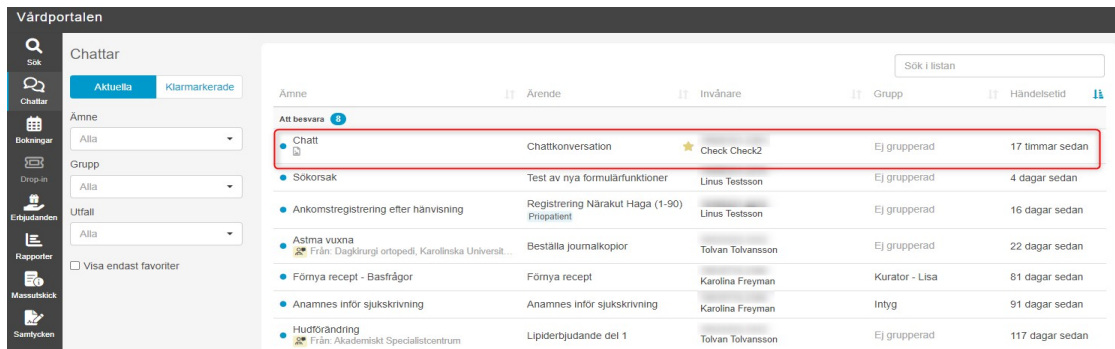 Vårdportalen
Sök
Chattar
Bokningar
Drop-in
Erbjudanden
Rapporter
Massutskick
Samtycken
Chattar
Aktuella Klarmarkerade
Ämne
Alla
Grupp
Alla
Utfall
Alla
Visa endast favoriter
Sök i listan
Ämne Ärende Invånare Grupp Händelsetid
Att besvara 8
Chatt Chattkonversation Check Check2 Ej grupperad 17 timmar sedan
Sökorsak Test av nya formulärfunktioner Linus Testsson Ej grupperad 4 dagar sedan
Ankomstregistrering efter hänvisning Registrering Närakut Haga (1-90) Linus Testsson Ej grupperad 16 dagar sedan
Priopatient
Astma vuxna Beställa journalkopior Tolvan Tolvansson Ej grupperad 22 dagar sedan
Från: Dagkirurgi ortopedi, Karolinska Universit...
Förnya recept - Basfrågor Förnya recept Karolina Freyman Kurator - Lisa 81 dagar sedan
Anamnes inför sjukskrivning Anamnes inför sjukskrivning Karolina Freyman Intyg 91 dagar sedan
Hudförändring Lipiderbjudande del 1 Tolvan Tolvansson Ej grupperad 117 dagar sedan
Från: Akademiskt Specialistcentrum